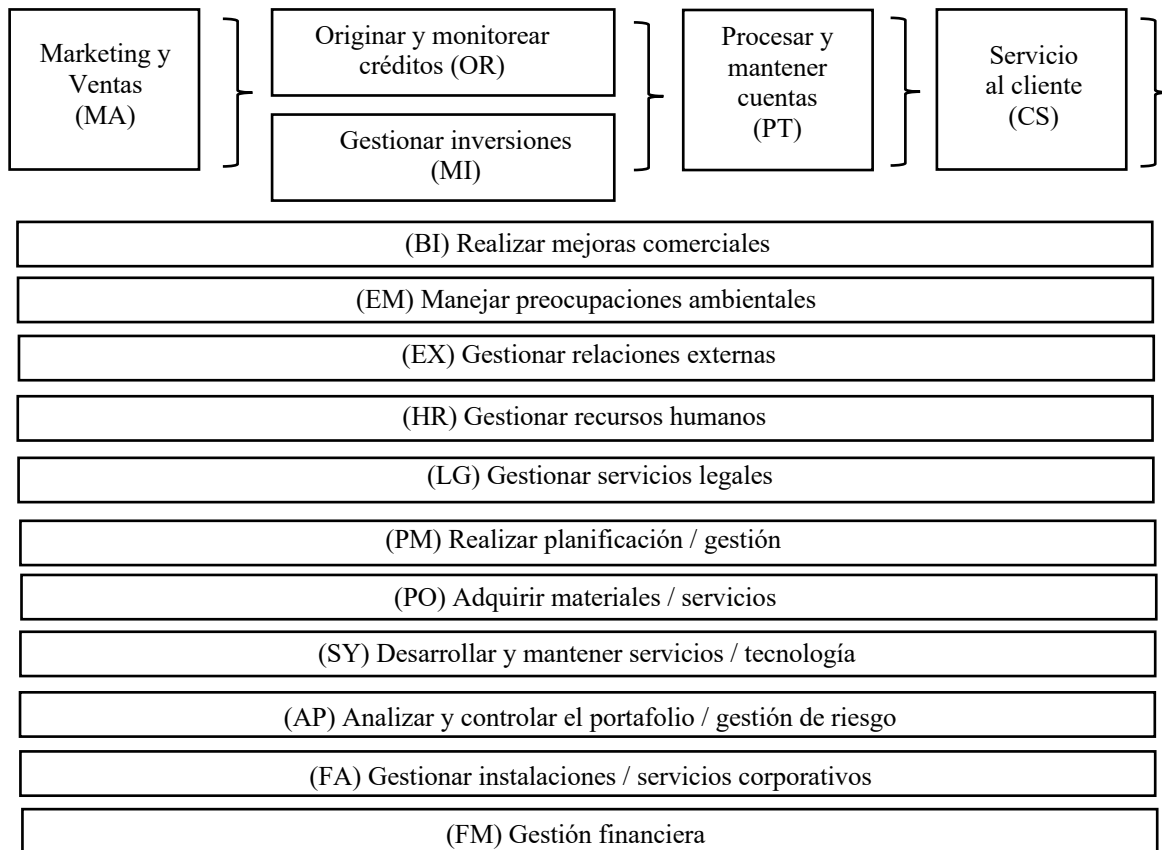 Marketing y
Ventas
(MA)
Originar y monitorear
créditos (OR)
Gestionar inversiones
(MI)
Procesar y
mantener
cuentas
(PT)
Servicio
al cliente
(CS)
(BI) Realizar mejoras comerciales
(EM) Manejar preocupaciones ambientales
(EX) Gestionar relaciones externas
(HR) Gestionar recursos humanos
(LG) Gestionar servicios legales
(PM) Realizar planificación / gestión
(PO) Adquirir materiales / servicios
(SY) Desarrollar y mantener servicios / tecnología
(AP) Analizar y controlar el portafolio / gestión de riesgo
(FA) Gestionar instalaciones / servicios corporativos
(FM) Gestión financiera